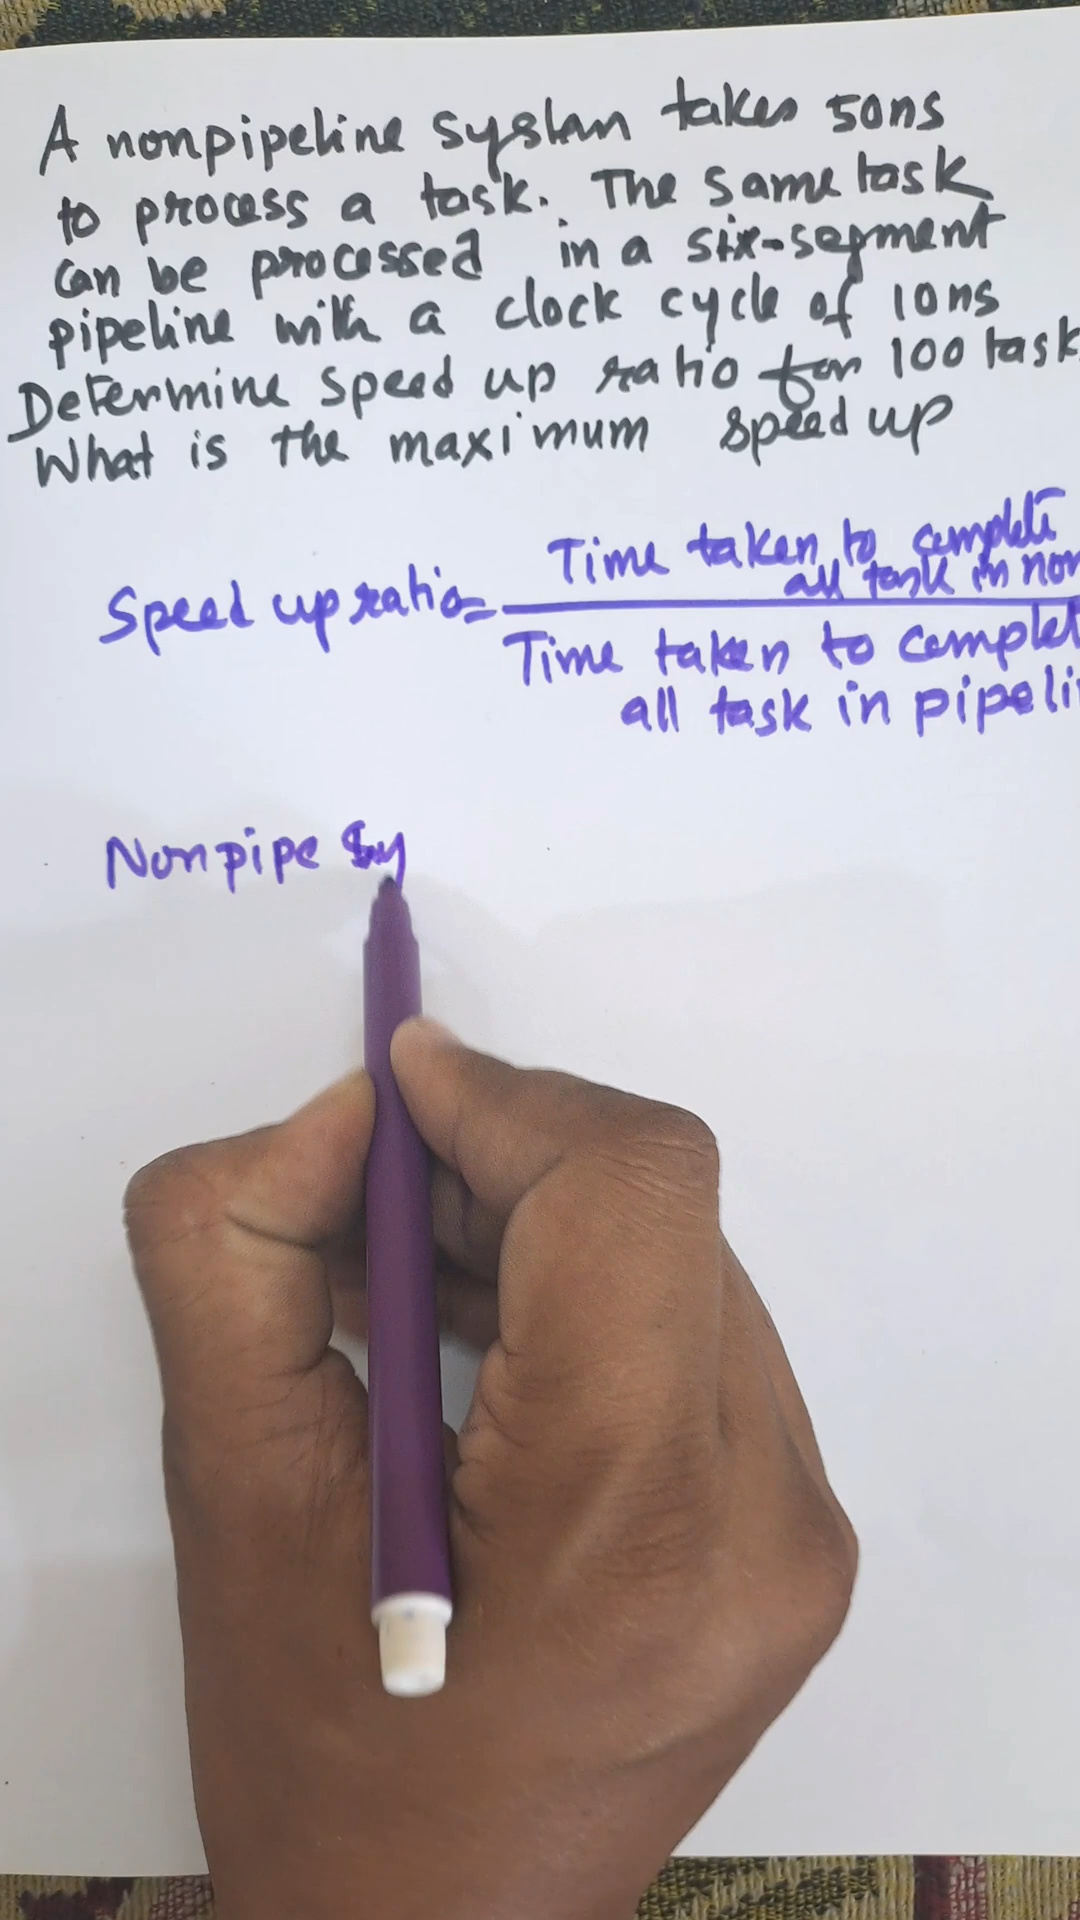 A nonpipeline system takes 50ns
to process a task. The same task
can be processed in a six-segment
pipeline with a clock cycle of 10ns
Determine speed up ratio for 100 task
What is the maximum speed up
Time taken to complete
all task in non
Speed up ratio =
Time taken to complet
all task in pipeli
Nonpipe Sy